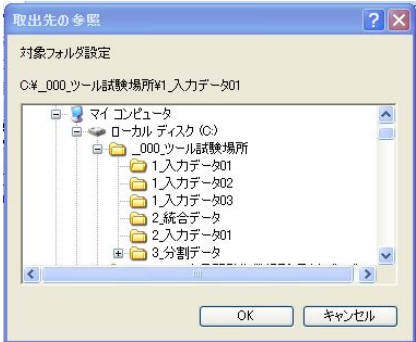 取出先の参照
対象フォルダ設定
C:¥_000_ツール試験場所¥1_入力データ01
マイ コンピュータ
ローカル ディスク (C:)
_000_ツール試験場所
1_入力データ01
1_入力データ02
1_入力データ03
2_統合データ
2_入力データ01
3_分割データ
OK
キャンセル